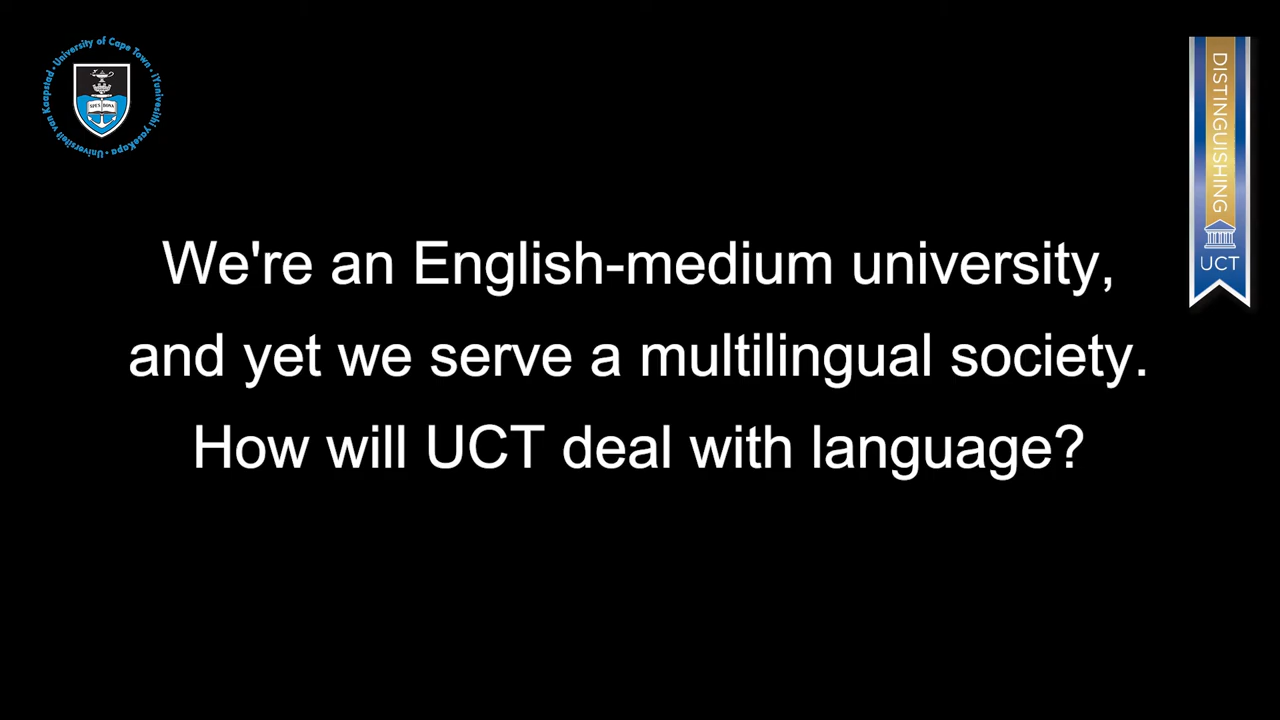 University of Cape Town • iYunivesithi yaseKapa • Universiteit van Kaapstad •
SPES BONA
DISTINGUISHING
UCT
We're an English-medium university,
and yet we serve a multilingual society.
How will UCT deal with language?